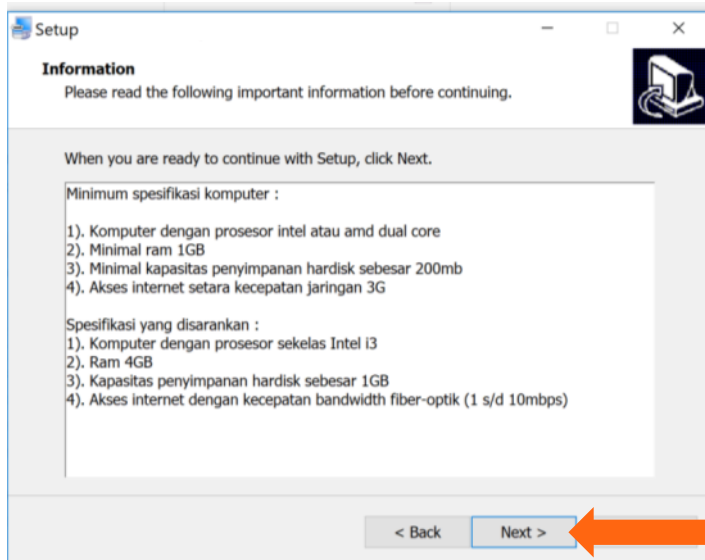 Setup
Information
Please read the following important information before continuing.
When you are ready to continue with Setup, click Next.
Minimum spesifikasi komputer :
1). Komputer dengan prosesor intel atau amd dual core
2). Minimal ram 1GB
3). Minimal kapasitas penyimpanan hardisk sebesar 200mb
4). Akses internet setara kecepatan jaringan 3G
Spesifikasi yang disarankan :
1). Komputer dengan prosesor sekelas Intel i3
2). Ram 4GB
3). Kapasitas penyimpanan hardisk sebesar 1GB
4). Akses internet dengan kecepatan bandwidth fiber-optik (1 s/d 10mbps)
< Back Next >